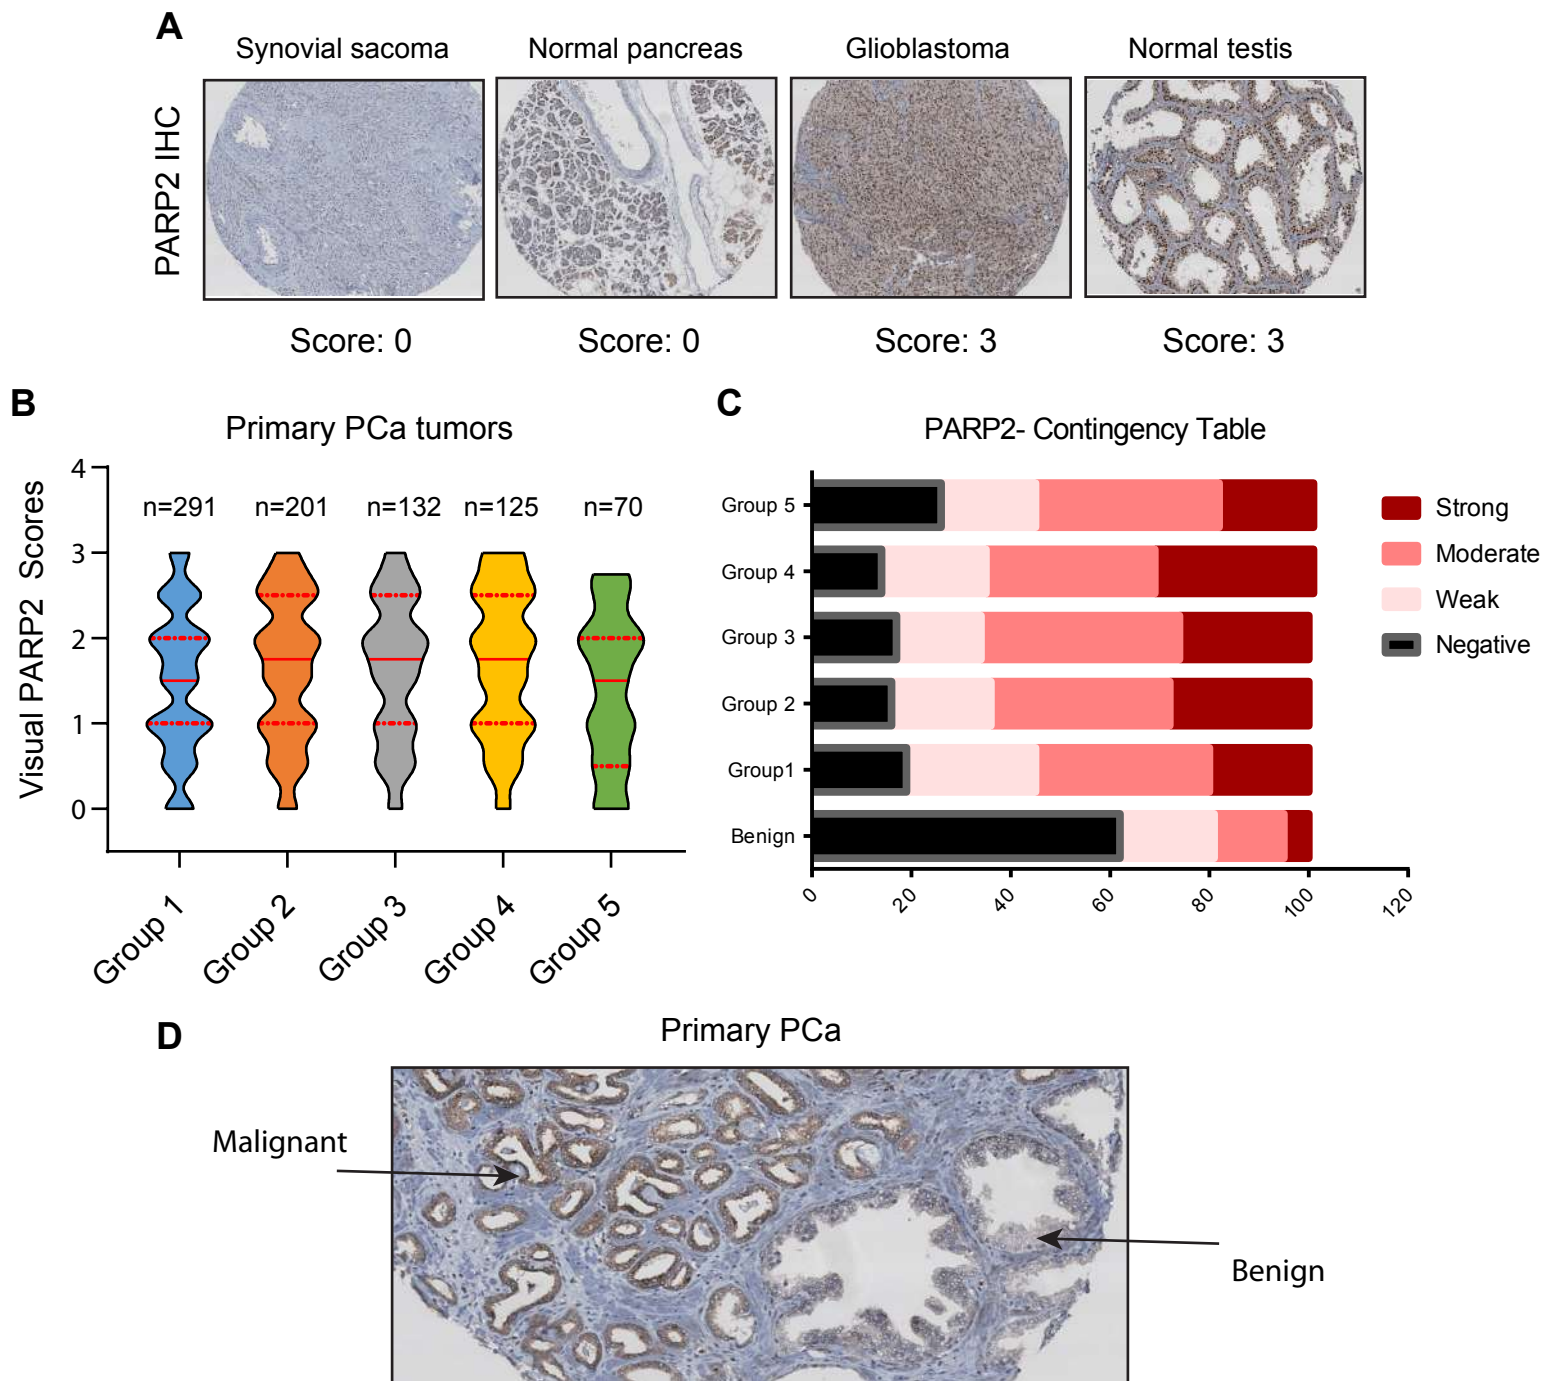 A
Synovial sacoma
Normal pancreas
Glioblastoma
Normal testis
PARP2 IHC
Score: 0
Score: 0
Score: 3
Score: 3
B
Primary PCa tumors
Visual PARP2 Scores
4
3
2
1
0
n=291
n=201
n=132
n=125
n=70
Group 1
Group 2
Group 3
Group 4
Group 5
C
PARP2- Contingency Table
Group 5
Group 4
Group 3
Group 2
Group1
Benign
0
20
40
60
80
100
120
Strong
Moderate
Weak
Negative
D
Primary PCa
Malignant
Benign